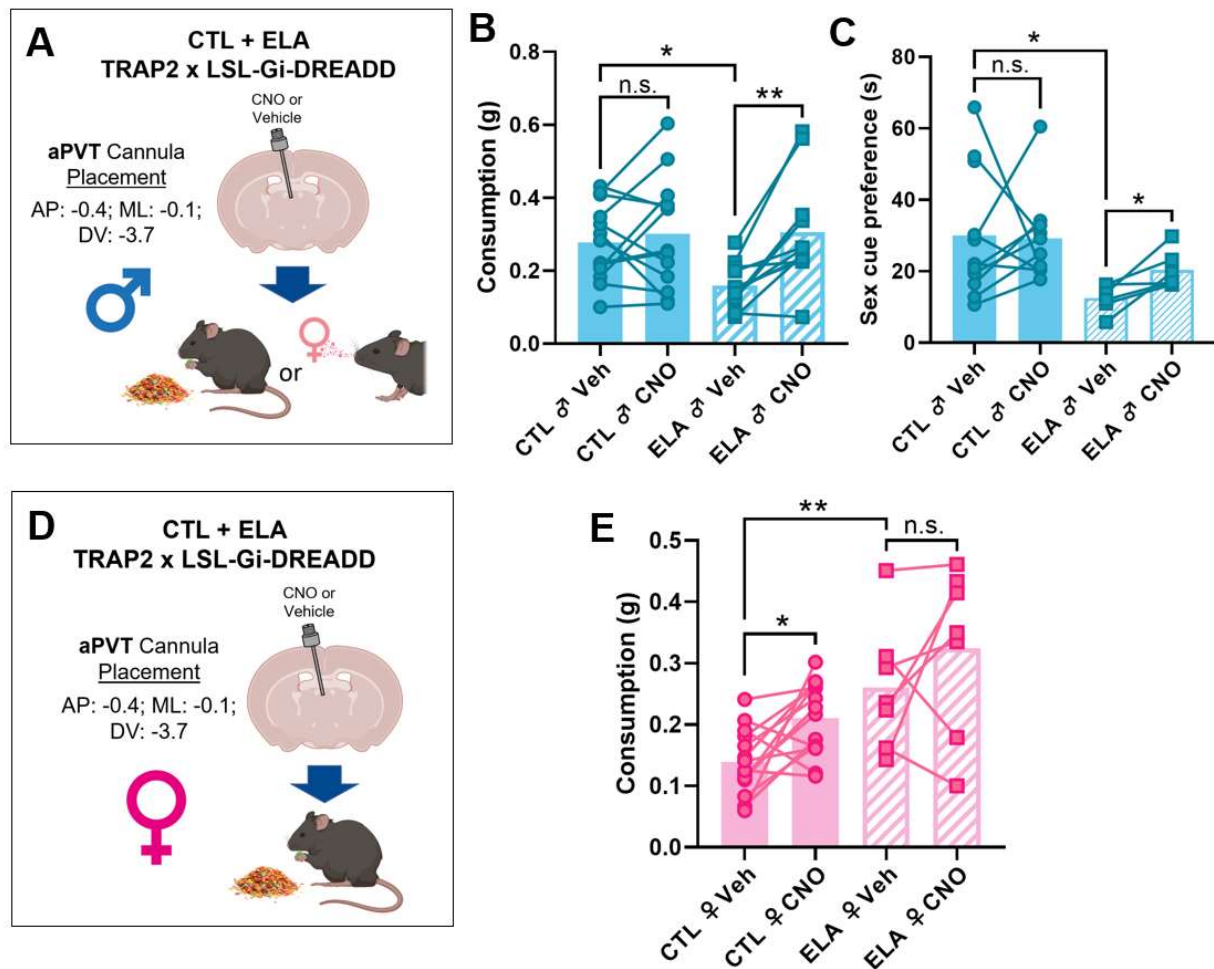 A
CTL + ELA
TRAP2 x LSL-Gi-DREADD
CNO or
Vehicle
aPVT Cannula
Placement
AP: -0.4; ML: -0.1;
DV: -3.7
or
B
Consumption (g)
0.8
0.6
0.4
0.2
0.0
*
n.s.
**
CTL ♂ Veh
CTL ♂ CNO
ELA ♂ Veh
ELA ♂ CNO
C
Sex cue preference (s)
80
60
40
20
0
*
n.s.
*
CTL ♂ Veh
CTL ♂ CNO
ELA ♂ Veh
ELA ♂ CNO
D
CTL + ELA
TRAP2 x LSL-Gi-DREADD
CNO or
Vehicle
aPVT Cannula
Placement
AP: -0.4; ML: -0.1;
DV: -3.7
E
Consumption (g)
0.5
0.4
0.3
0.2
0.1
0.0
**
n.s.
*
CTL ♀ Veh
CTL ♀ CNO
ELA ♀ Veh
ELA ♀ CNO